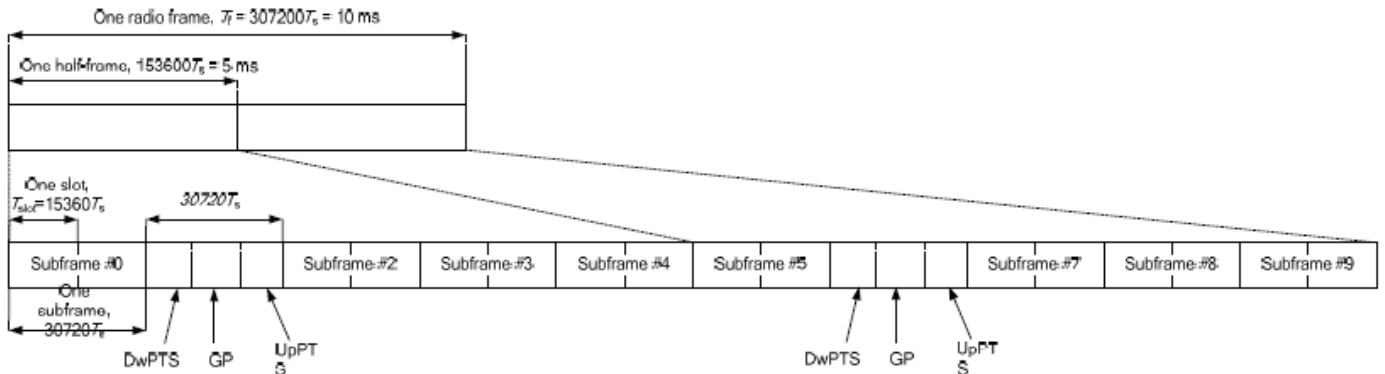 One radio frame, Tf = 307200Ts = 10 ms
One half-frame, 153600Ts = 5 ms
One slot,
Tslot=15360Ts
30720Ts
Subframe #0
Subframe #2
Subframe #3
Subframe #4
Subframe #5
Subframe #7
Subframe #8
Subframe #9
One
subframe,
30720Ts
DwPTS
GP
UpPT
S
DwPTS
GP
UpPT
S